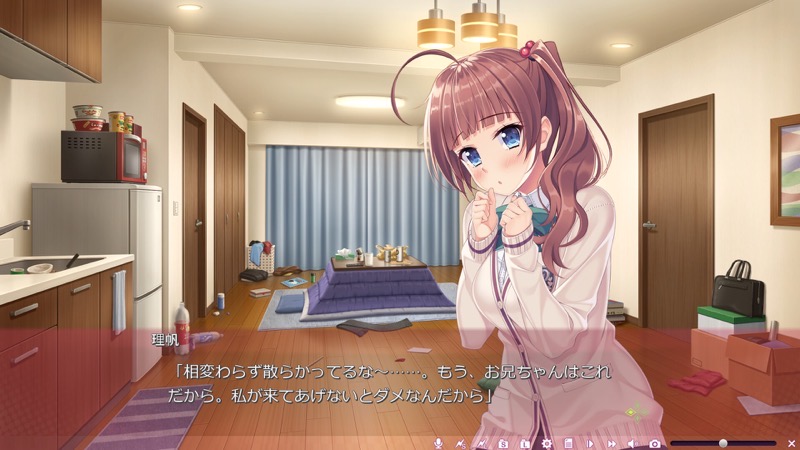 理帆
「相変わらず散らかってるな～……。もう、お兄ちゃんはこれ
だから。私が来てあげないとダメなんだから」